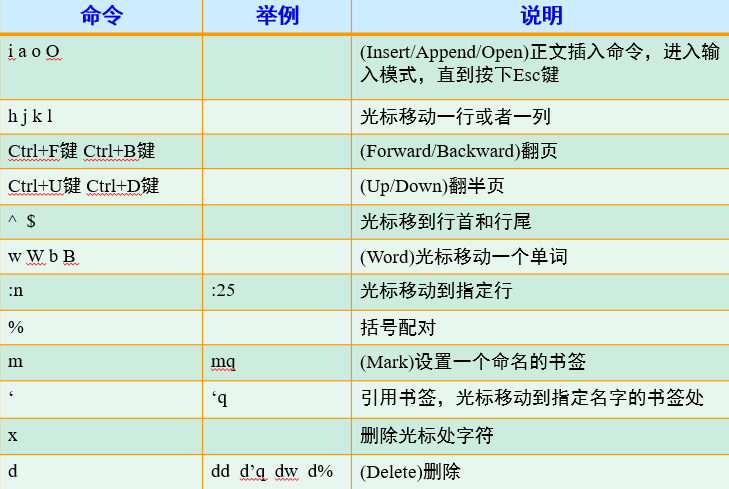 命令 举例 说明
i a o O (Insert/Append/Open)正文插入命令，进入输
入模式，直到按下Esc键
h j k l 光标移动一行或者一列
Ctrl+F键 Ctrl+B键 (Forward/Backward)翻页
Ctrl+U键 Ctrl+D键 (Up/Down)翻半页
^ $ 光标移到行首和行尾
w W b B (Word)光标移动一个单词
:n :25 光标移动到指定行
% 括号配对
m mq (Mark)设置一个命名的书签
‘ ‘q 引用书签，光标移动到指定名字的书签处
x 删除光标处字符
d dd d’q dw d% (Delete)删除